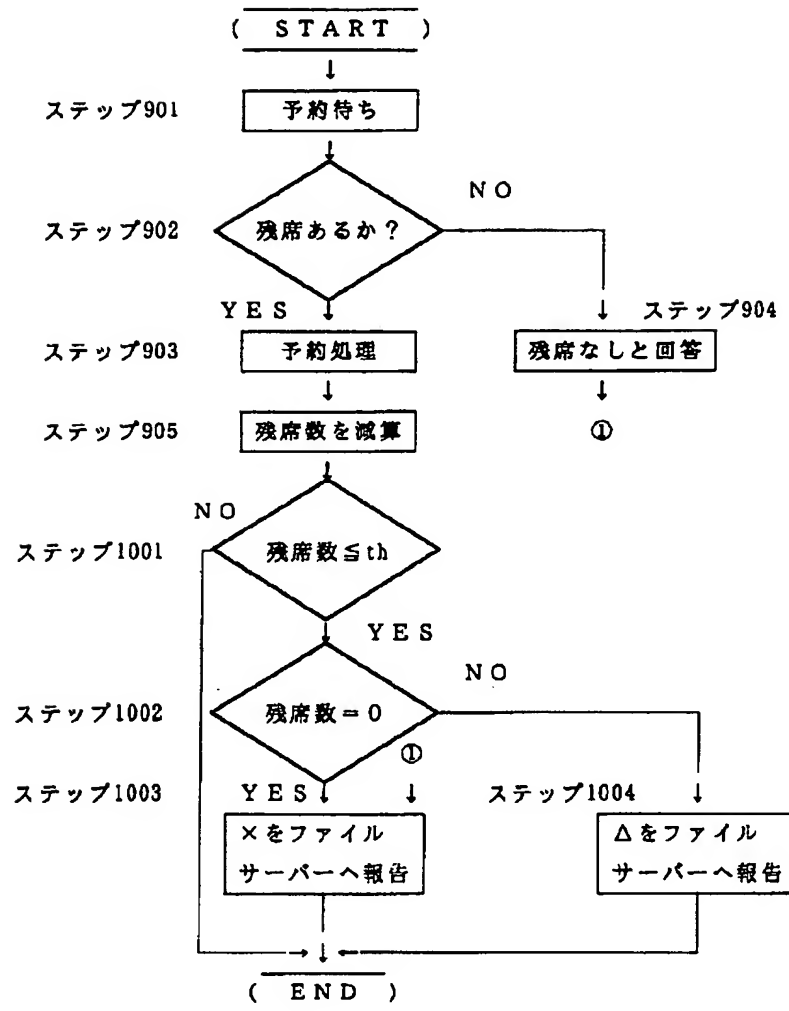 ( START )
ステップ901 予約待ち
NO
ステップ902 残席あるか?
YES ステップ904
ステップ903 予約処理 残席なしと回答
ステップ905 残席数を減算 ①
NO
ステップ1001 残席数≦th
YES
NO
ステップ1002 残席数=0
①
ステップ1003 YES ステップ1004
×をファイル △をファイル
サーバーへ報告 サーバーへ報告
( END )